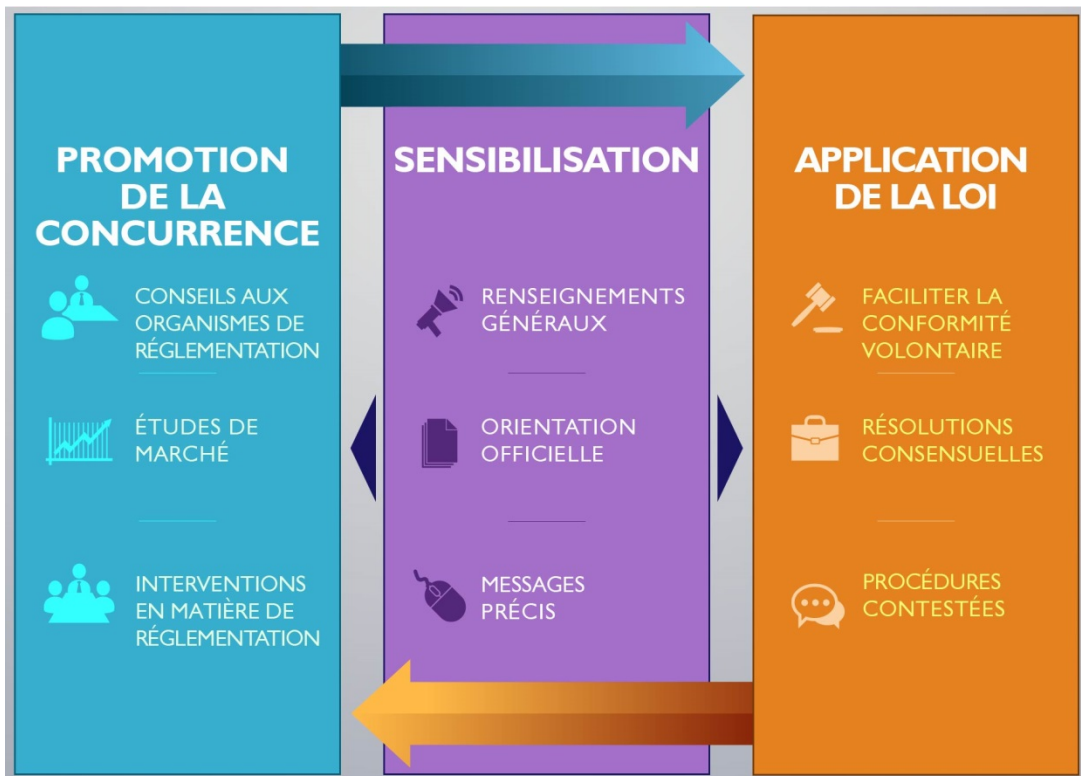 PROMOTION
DE LA
CONCURRENCE
CONSEILS AUX
ORGANISMES DE
RÉGLEMENTATION
ÉTUDES DE
MARCHÉ
INTERVENTIONS
EN MATIÈRE DE
RÉGLEMENTATION
SENSIBILISATION
RENSEIGNEMENTS
GÉNÉRAUX
ORIENTATION
OFFICIELLE
MESSAGES
PRÉCIS
APPLICATION
DE LA LOI
FACILITER LA
CONFORMITÉ
VOLONTAIRE
RÉSOLUTIONS
CONSENSUELLES
PROCÉDURES
CONTESTÉES